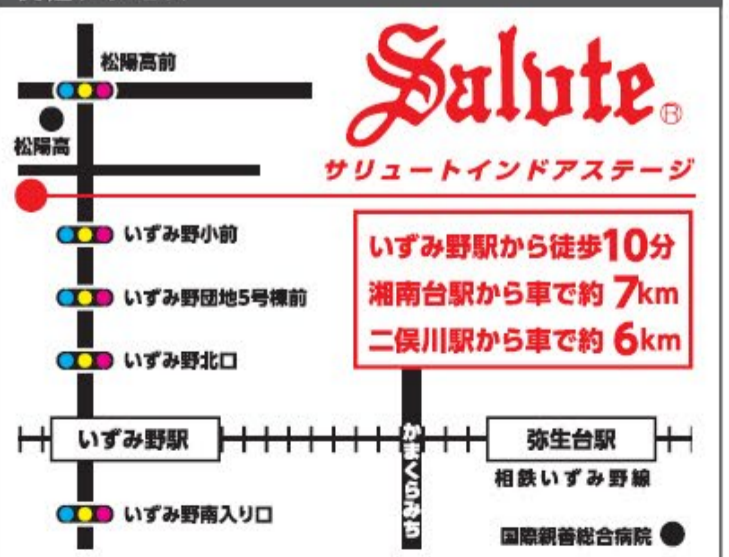 松陽高前
松陽高
Salute®
サリュートインドアステージ
いずみ野小前
いずみ野団地5号棟前
いずみ野北口
いずみ野駅から徒歩10分
湘南台駅から車で約 7km
二俣川駅から車で約 6km
いずみ野駅
かまくらみち
弥生台駅
相鉄いずみ野線
いずみ野南入り口
国際親善総合病院